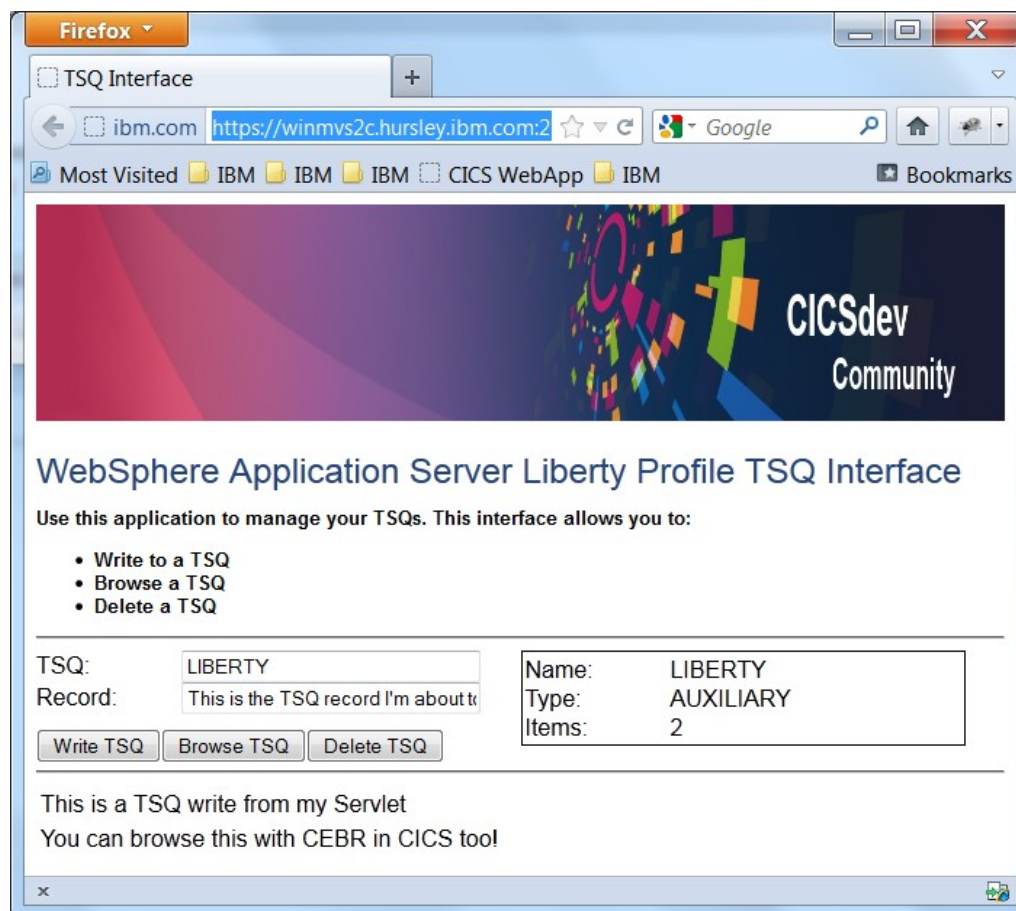 Firefox
TSQ Interface
ibm.com https://winmvs2c.hursley.ibm.com:2 Google
Most Visited IBM IBM IBM CICS WebApp IBM Bookmarks
CICSdev
Community
WebSphere Application Server Liberty Profile TSQ Interface
Use this application to manage your TSQs. This interface allows you to:
• Write to a TSQ
• Browse a TSQ
• Delete a TSQ
TSQ: LIBERTY
Record: This is the TSQ record I'm about to
Write TSQ Browse TSQ Delete TSQ
Name: LIBERTY
Type: AUXILIARY
Items: 2
This is a TSQ write from my Servlet
You can browse this with CEBR in CICS too!